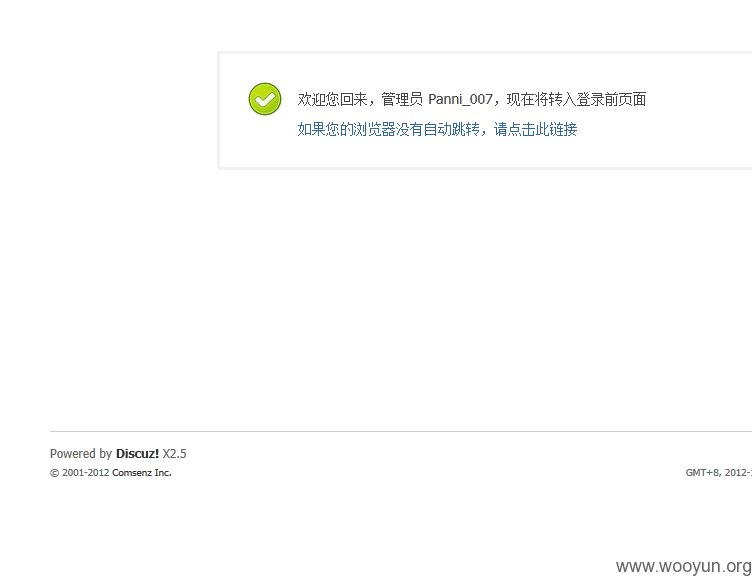 欢迎您回来，管理员 Panni_007，现在将转入登录前页面
如果您的浏览器没有自动跳转，请点击此链接
Powered by Discuz! X2.5
© 2001-2012 Comsenz Inc.
GMT+8, 2012-
www.wooyun.org